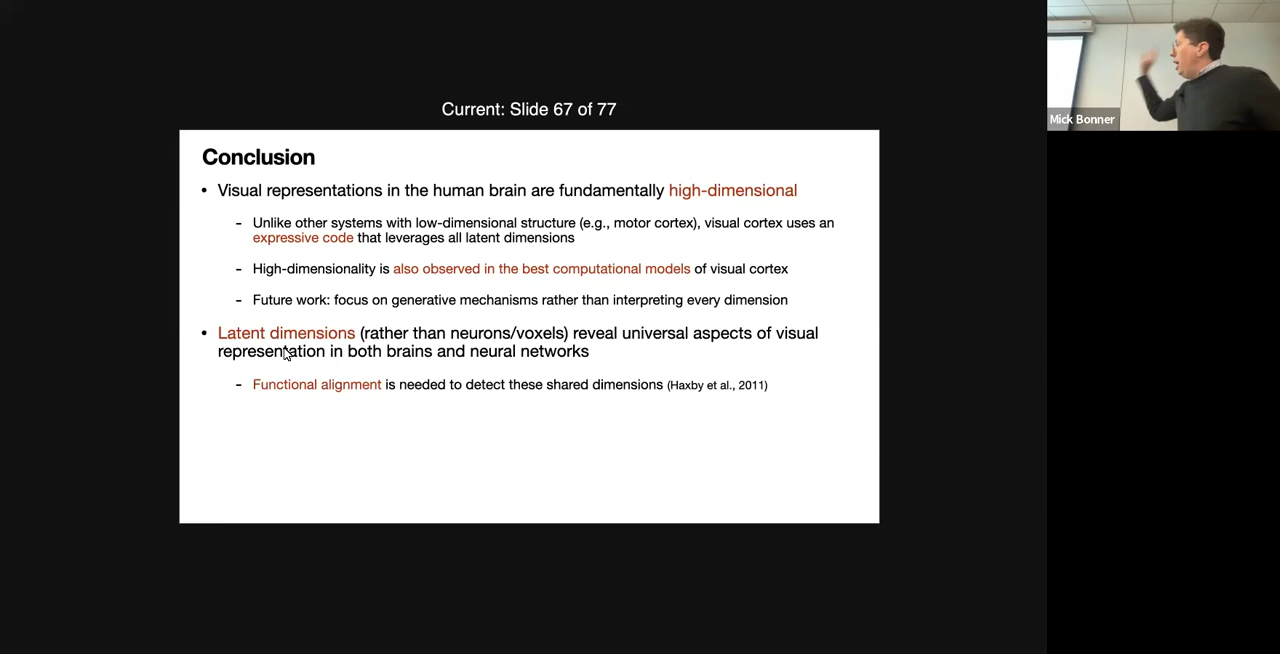 Current: Slide 67 of 77
Mick Bonner
Conclusion
• Visual representations in the human brain are fundamentally high-dimensional
- Unlike other systems with low-dimensional structure (e.g., motor cortex), visual cortex uses an
expressive code that leverages all latent dimensions
- High-dimensionality is also observed in the best computational models of visual cortex
- Future work: focus on generative mechanisms rather than interpreting every dimension
• Latent dimensions (rather than neurons/voxels) reveal universal aspects of visual
representation in both brains and neural networks
- Functional alignment is needed to detect these shared dimensions (Haxby et al., 2011)